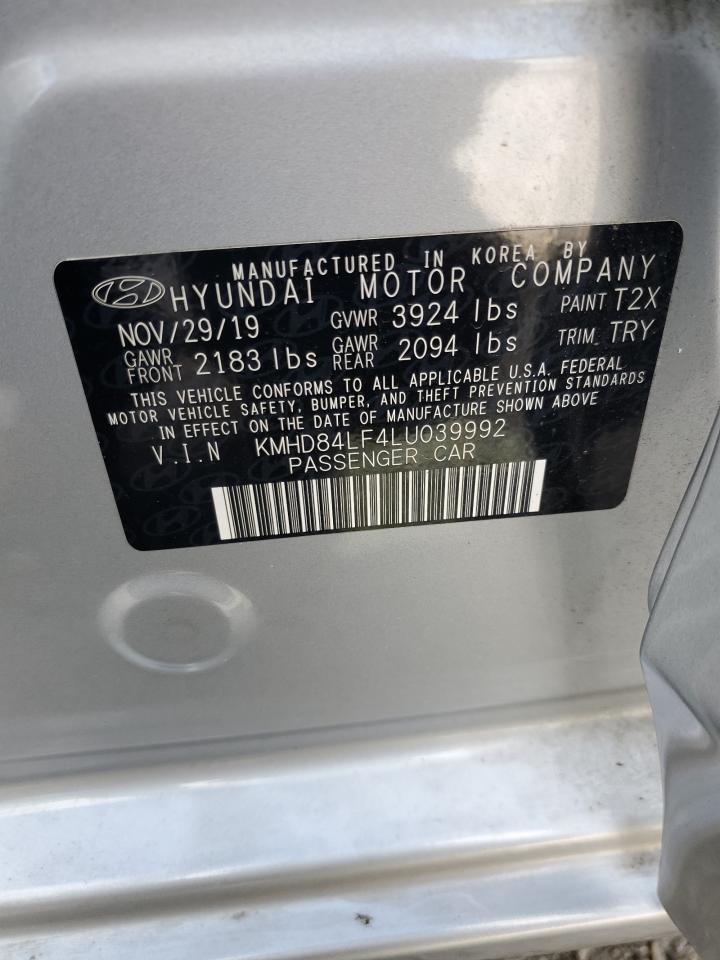 MANUFACTURED IN KOREA BY
HYUNDAI MOTOR COMPANY
NOV/29/19 GVWR 3924 lbs PAINT T2X
GAWR FRONT 2183 lbs GAWR REAR 2094 lbs TRIM TRY
THIS VEHICLE CONFORMS TO ALL APPLICABLE U.S.A. FEDERAL
MOTOR VEHICLE SAFETY, BUMPER, AND THEFT PREVENTION STANDARDS
IN EFFECT ON THE DATE OF MANUFACTURE SHOWN ABOVE
V.I.N KMHD84LF4LU039992
PASSENGER CAR